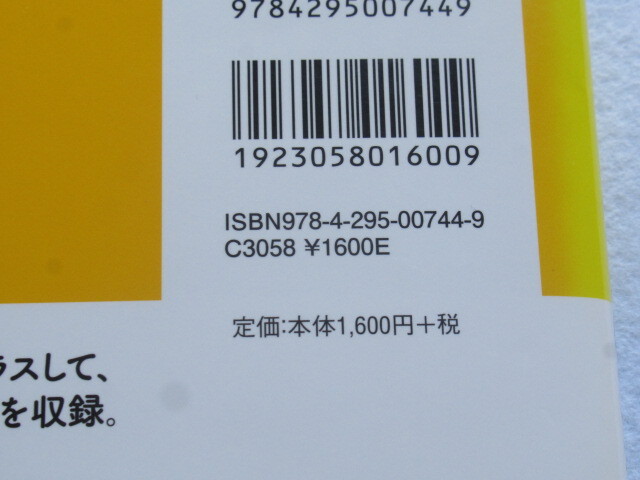 9784295007449
1923058016009
ISBN978-4-295-00744-9
C3058 ¥1600E
定価:本体1,600円+税
ラスして、
を収録。